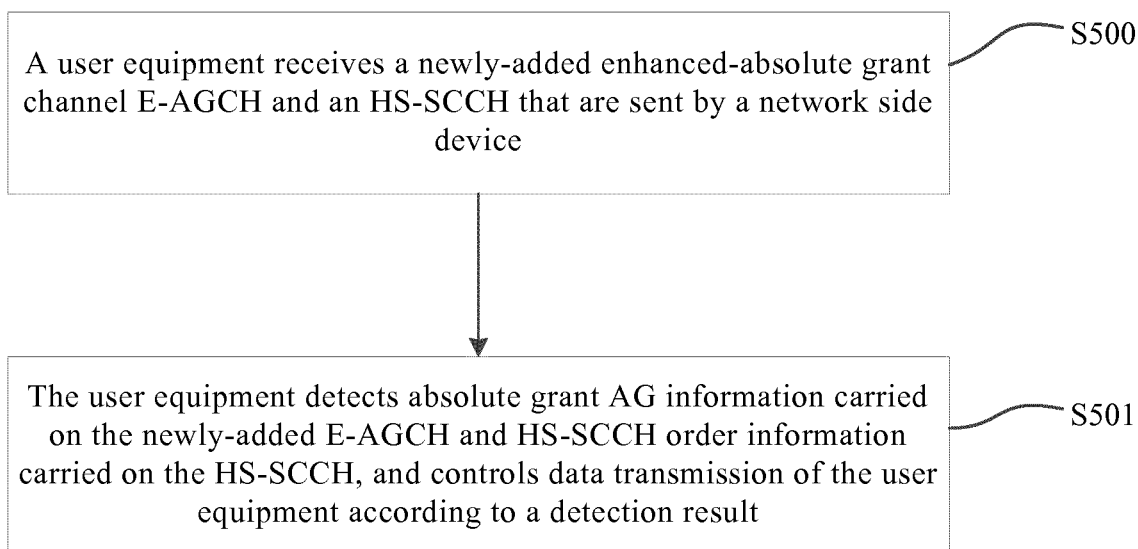 A user equipment receives a newly-added enhanced-absolute grant
channel E-AGCH and an HS-SCCH that are sent by a network side
device
S500
The user equipment detects absolute grant AG information carried
on the newly-added E-AGCH and HS-SCCH order information
carried on the HS-SCCH, and controls data transmission of the user
equipment according to a detection result
S501